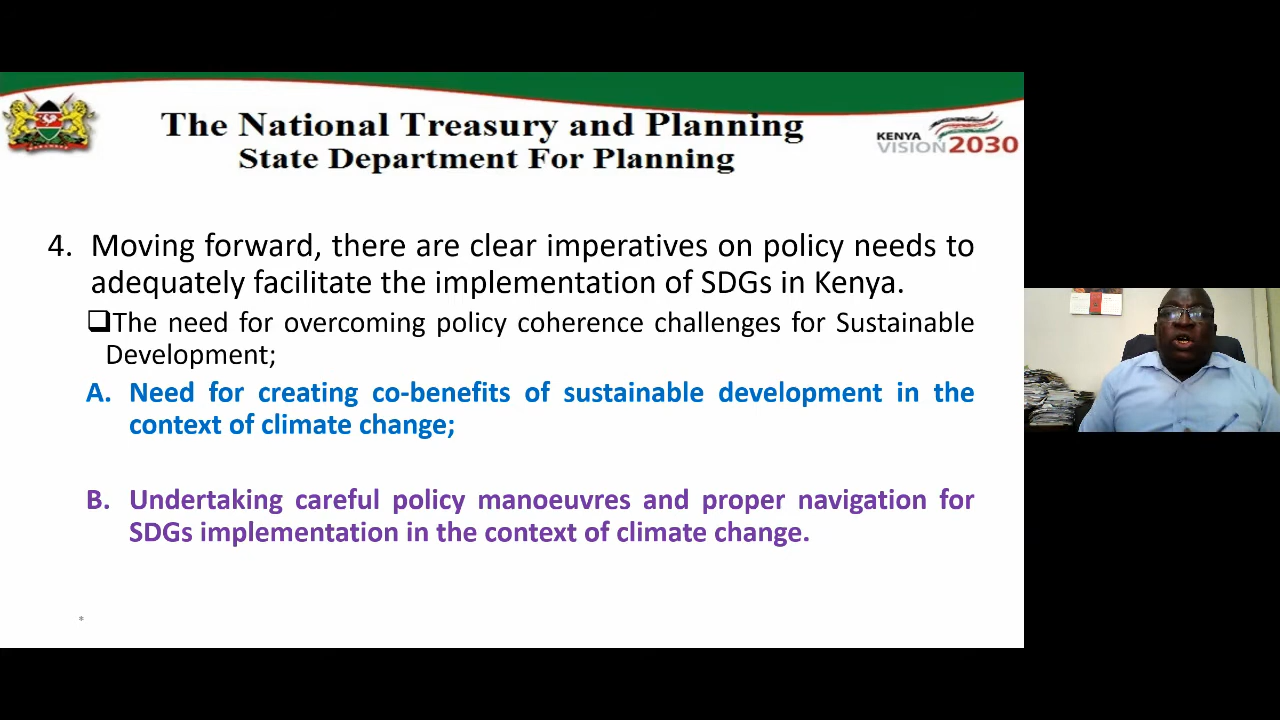 The National Treasury and Planning
State Department For Planning
KENYA
VISION 2030
4. Moving forward, there are clear imperatives on policy needs to
adequately facilitate the implementation of SDGs in Kenya.
❑The need for overcoming policy coherence challenges for Sustainable
Development;
A. Need for creating co-benefits of sustainable development in the
context of climate change;
B. Undertaking careful policy manoeuvres and proper navigation for
SDGs implementation in the context of climate change.
*